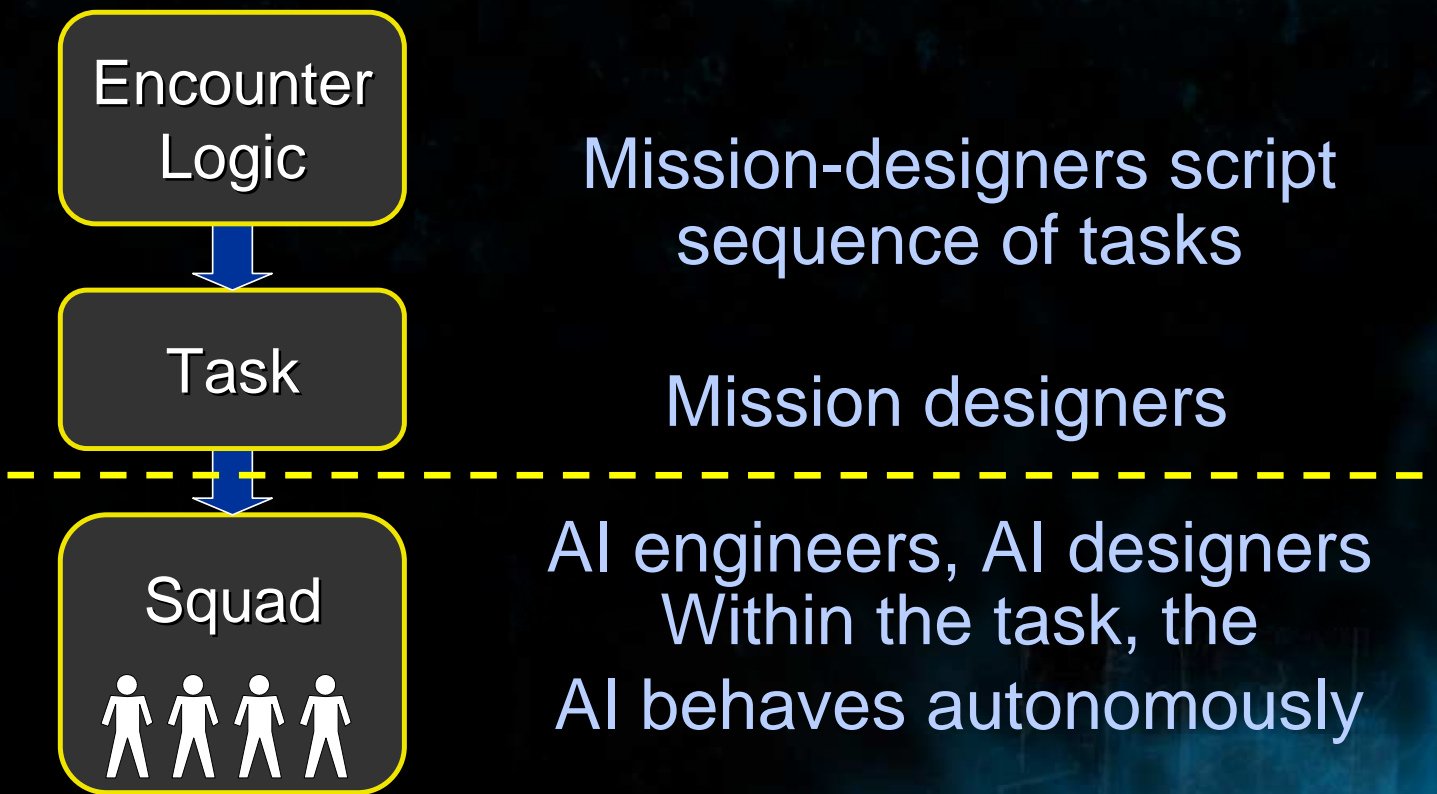 Encounter
Logic
Mission-designers script
sequence of tasks
Task
Mission designers
Squad
AI engineers, AI designers
Within the task, the
AI behaves autonomously